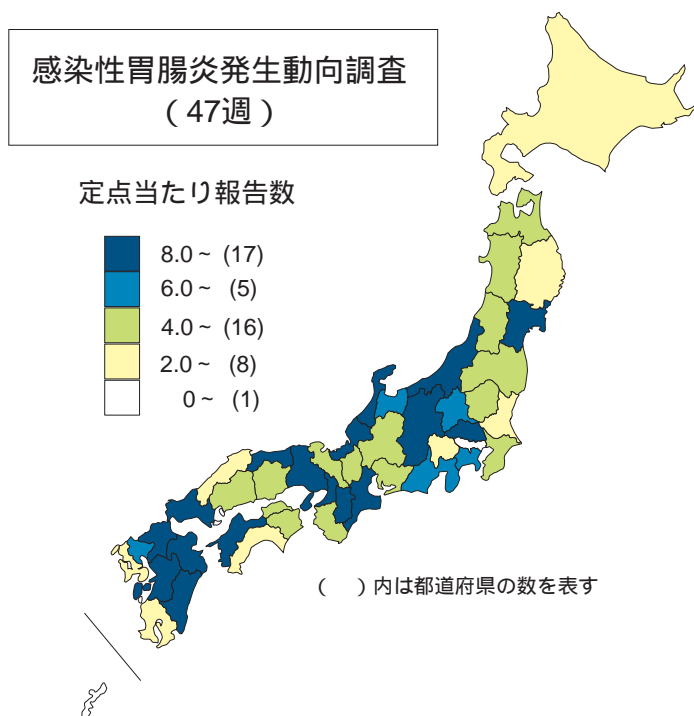 感染性胃腸炎発生動向調査
(47週)
定点当たり報告数
8.0~ (17)
6.0~ (5)
4.0~ (16)
2.0~ (8)
0~ (1)
( )内は都道府県の数を表す